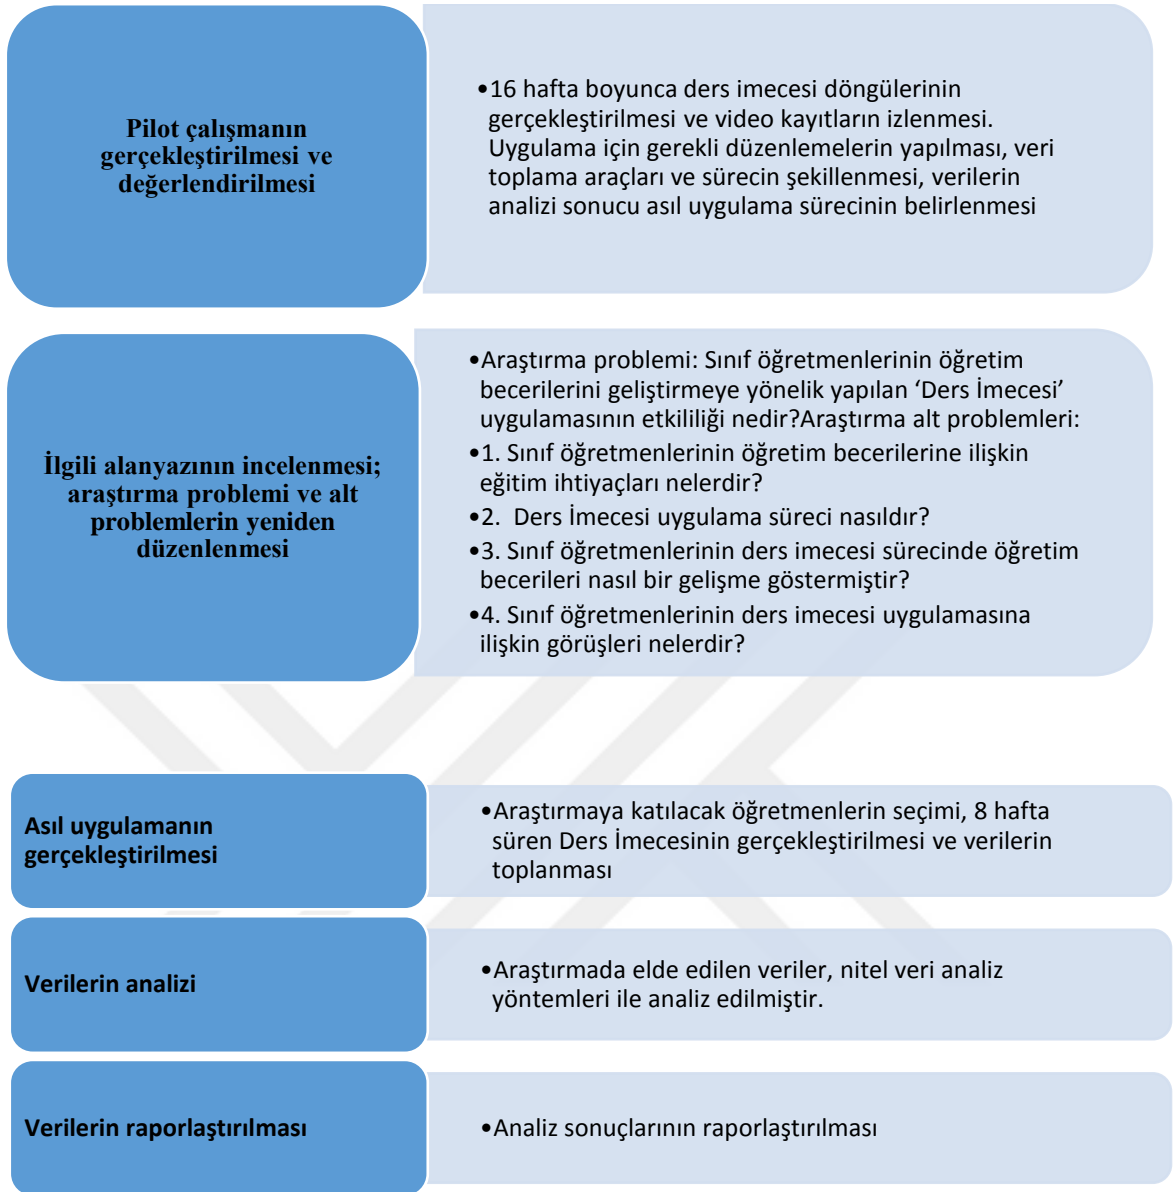 Pilot çalışmanın
gerçekleştirilmesi ve
değerlendirilmesi
•16 hafta boyunca ders imecesi döngülerinin
gerçekleştirilmesi ve video kayıtların izlenmesi.
Uygulama için gerekli düzenlemelerin yapılması, veri
toplama araçları ve sürecin şekillenmesi, verilerin
analizi sonucu asıl uygulama sürecinin belirlenmesi
İlgili alanyazının incelenmesi;
araştırma problemi ve alt
problemlerin yeniden
düzenlenmesi
•Araştırma problemi: Sınıf öğretmenlerinin öğretim
becerilerini geliştirmeye yönelik yapılan ‘Ders İmecesi’
uygulamasının etkililiği nedir?Araştırma alt problemleri:
•1. Sınıf öğretmenlerinin öğretim becerilerine ilişkin
eğitim ihtiyaçları nelerdir?
•2.  Ders İmecesi uygulama süreci nasıldır?
•3. Sınıf öğretmenlerinin ders imecesi sürecinde öğretim
becerileri nasıl bir gelişme göstermiştir?
•4. Sınıf öğretmenlerinin ders imecesi uygulamasına
ilişkin görüşleri nelerdir?
Asıl uygulamanın
gerçekleştirilmesi
•Araştırmaya katılacak öğretmenlerin seçimi, 8 hafta
süren Ders İmecesinin gerçekleştirilmesi ve verilerin
toplanması
Verilerin analizi
•Araştırmada elde edilen veriler, nitel veri analiz
yöntemleri ile analiz edilmiştir.
Verilerin raporlaştırılması
•Analiz sonuçlarının raporlaştırılması